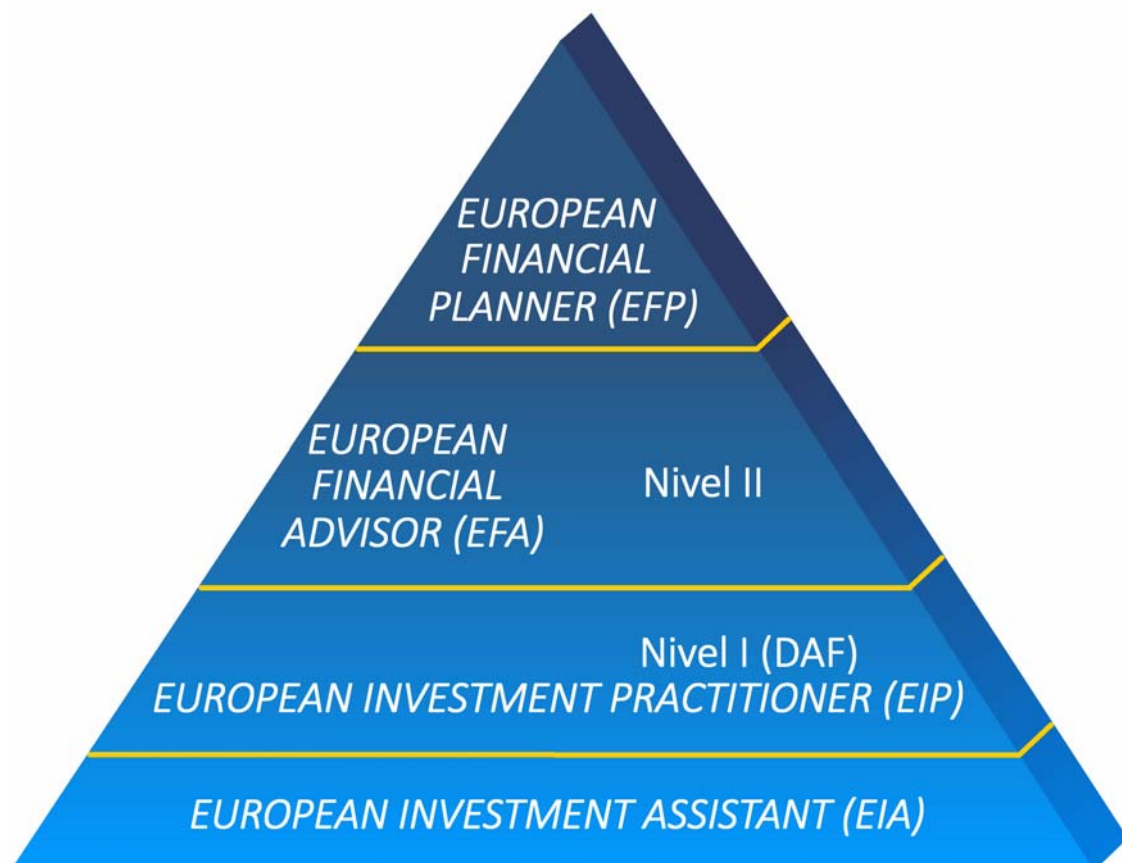 EUROPEAN
FINANCIAL
PLANNER (EFP)
EUROPEAN
FINANCIAL
ADVISOR (EFA)
Nivel II
Nivel I (DAF)
EUROPEAN INVESTMENT PRACTITIONER (EIP)
EUROPEAN INVESTMENT ASSISTANT (EIA)